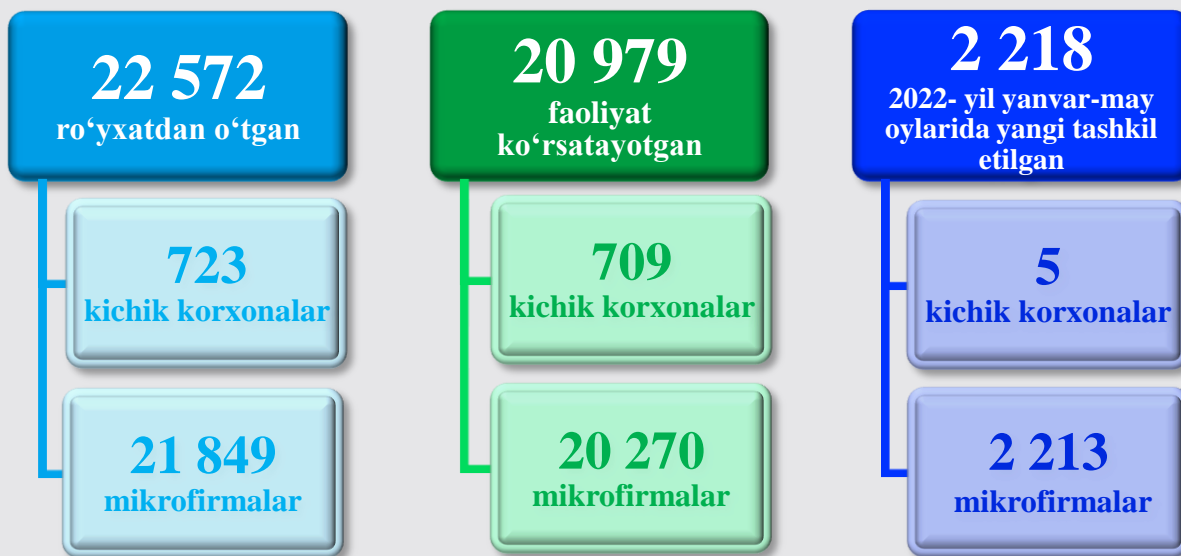 22 572
ro‘yxatdan o‘tgan
723
kichik korxonalar
21 849
mikrofirmalar
20 979
faoliyat
ko‘rsatayotgan
709
kichik korxonalar
20 270
mikrofirmalar
2 218
2022- yil yanvar-may
oylarida yangi tashkil
etilgan
5
kichik korxonalar
2 213
mikrofirmalar